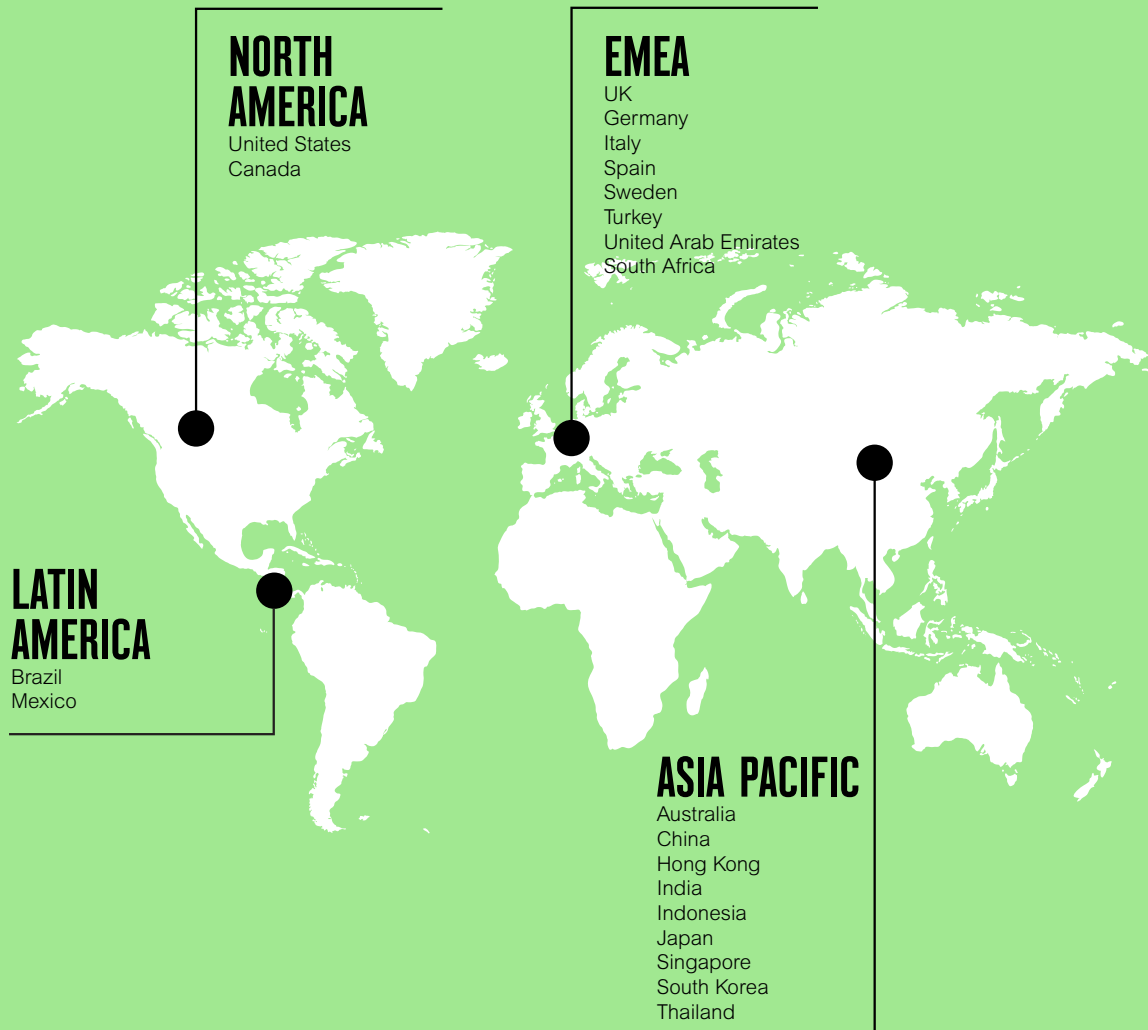 NORTH
AMERICA
United States
Canada
EMEA
UK
Germany
Italy
Spain
Sweden
Turkey
United Arab Emirates
South Africa
LATIN
AMERICA
Brazil
Mexico
ASIA PACIFIC
Australia
China
Hong Kong
India
Indonesia
Japan
Singapore
South Korea
Thailand